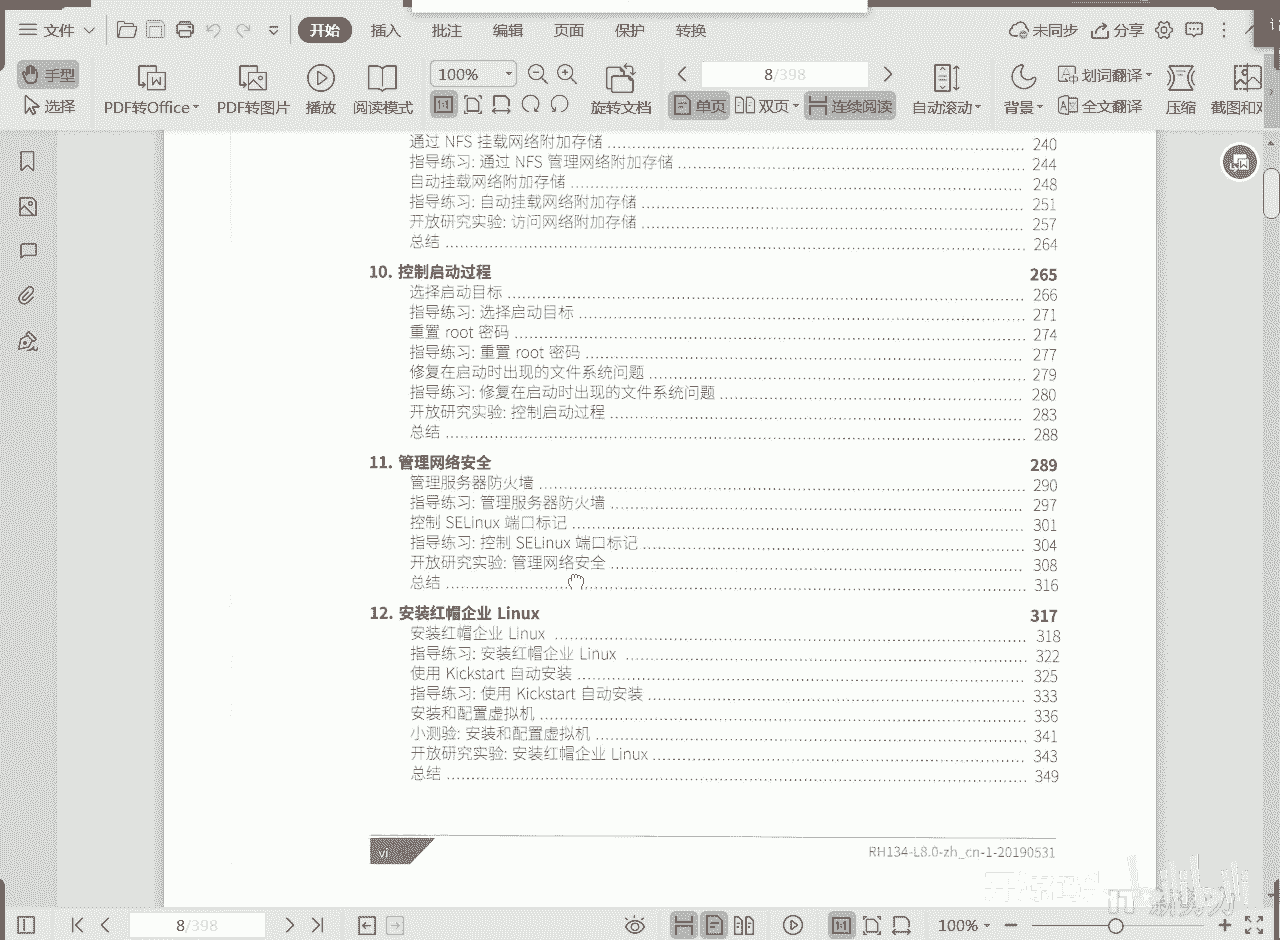 文件
开始
插入
批注
编辑
页面
保护
转换
未同步
分享
手型
选择
PDF转Office
PDF转图片
播放
阅读模式
100%
旋转文档
8/398
单页
双页
连续阅读
自动滚动
背景
划词翻译
全文翻译
压缩
截图和
通过 NFS 挂载网络附加存储 240
指导练习: 通过 NFS 管理网络附加存储 244
自动挂载网络附加存储 248
指导练习: 自动挂载网络附加存储 251
开放研究实验: 访问网络附加存储 257
总结 264
10. 控制启动过程 265
选择启动目标 266
指导练习: 选择启动目标 271
重置 root 密码 274
指导练习: 重置 root 密码 277
修复在启动时出现的文件系统问题 279
指导练习: 修复在启动时出现的文件系统问题 280
开放研究实验: 控制启动过程 283
总结 288
11. 管理网络安全 289
管理服务器防火墙 290
指导练习: 管理服务器防火墙 297
控制 SELinux 端口标记 301
指导练习: 控制 SELinux 端口标记 304
开放研究实验: 管理网络安全 308
总结 316
12. 安装红帽企业 Linux 317
安装红帽企业 Linux 318
指导练习: 安装红帽企业 Linux 322
使用 Kickstart 自动安装 325
指导练习: 使用 Kickstart 自动安装 333
安装和配置虚拟机 336
小测验: 安装和配置虚拟机 341
开放研究实验: 安装红帽企业 Linux 343
总结 349
vi
RH134-L8.0-zh_cn-1-20190531
8/398
100%